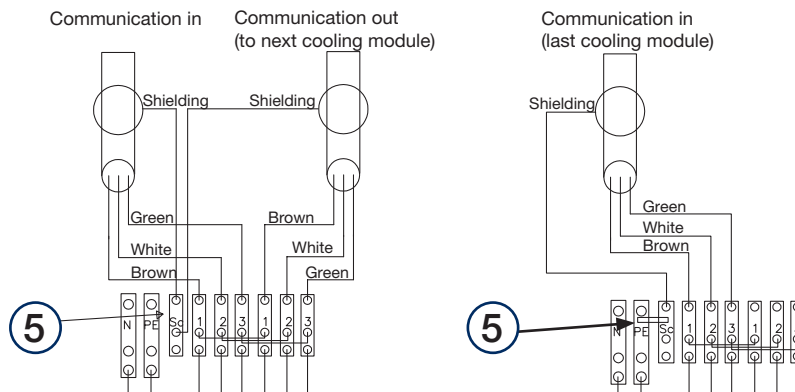 Communication in
Communication out
(to next cooling module)
Shielding
Shielding
Green
Brown
White
White
Brown
Green
5
N
PE
Sc
1
2
3
1
2
3
Communication in
(last cooling module)
Shielding
Green
White
Brown
5
N
PE
Sc
1
2
3
1
2